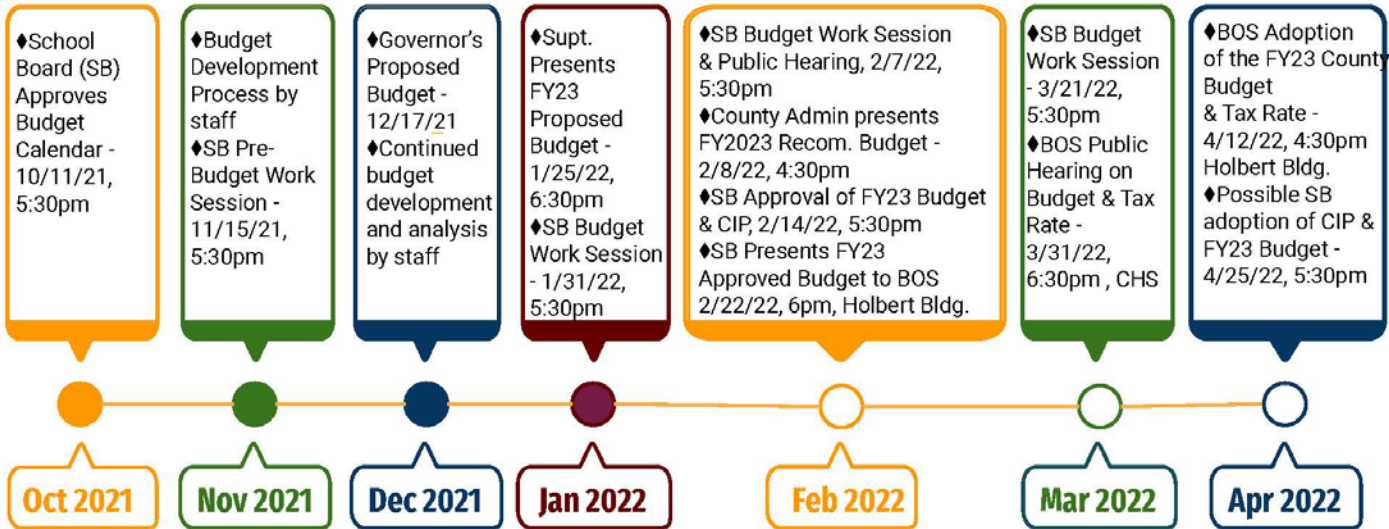 ♦School
Board (SB)
Approves
Budget
Calendar -
10/11/21,
5:30pm
♦Budget
Development
Process by
staff
♦SB Pre-
Budget Work
Session -
11/15/21,
5:30pm
♦Governor's
Proposed
Budget -
12/17/21
♦Continued
budget
development
and analysis
by staff
♦Supt.
Presents
FY23
Proposed
Budget -
1/25/22,
6:30pm
♦SB Budget
Work Session
- 1/31/22,
5:30pm
♦SB Budget Work Session
& Public Hearing, 2/7/22,
5:30pm
♦County Admin presents
FY2023 Recom. Budget -
2/8/22, 4:30pm
♦SB Approval of FY23 Budget
& CIP, 2/14/22, 5:30pm
♦SB Presents FY23
Approved Budget to BOS
2/22/22, 6pm, Holbert Bldg.
♦SB Budget
Work Session
- 3/21/22,
5:30pm
♦BOS Public
Hearing on
Budget & Tax
Rate -
3/31/22,
6:30pm , CHS
♦BOS Adoption
of the FY23 County
Budget
& Tax Rate -
4/12/22, 4:30pm
Holbert Bldg.
♦Possible SB
adoption of CIP &
FY23 Budget -
4/25/22, 5:30pm
Oct 2021
Nov 2021
Dec 2021
Jan 2022
Feb 2022
Mar 2022
Apr 2022